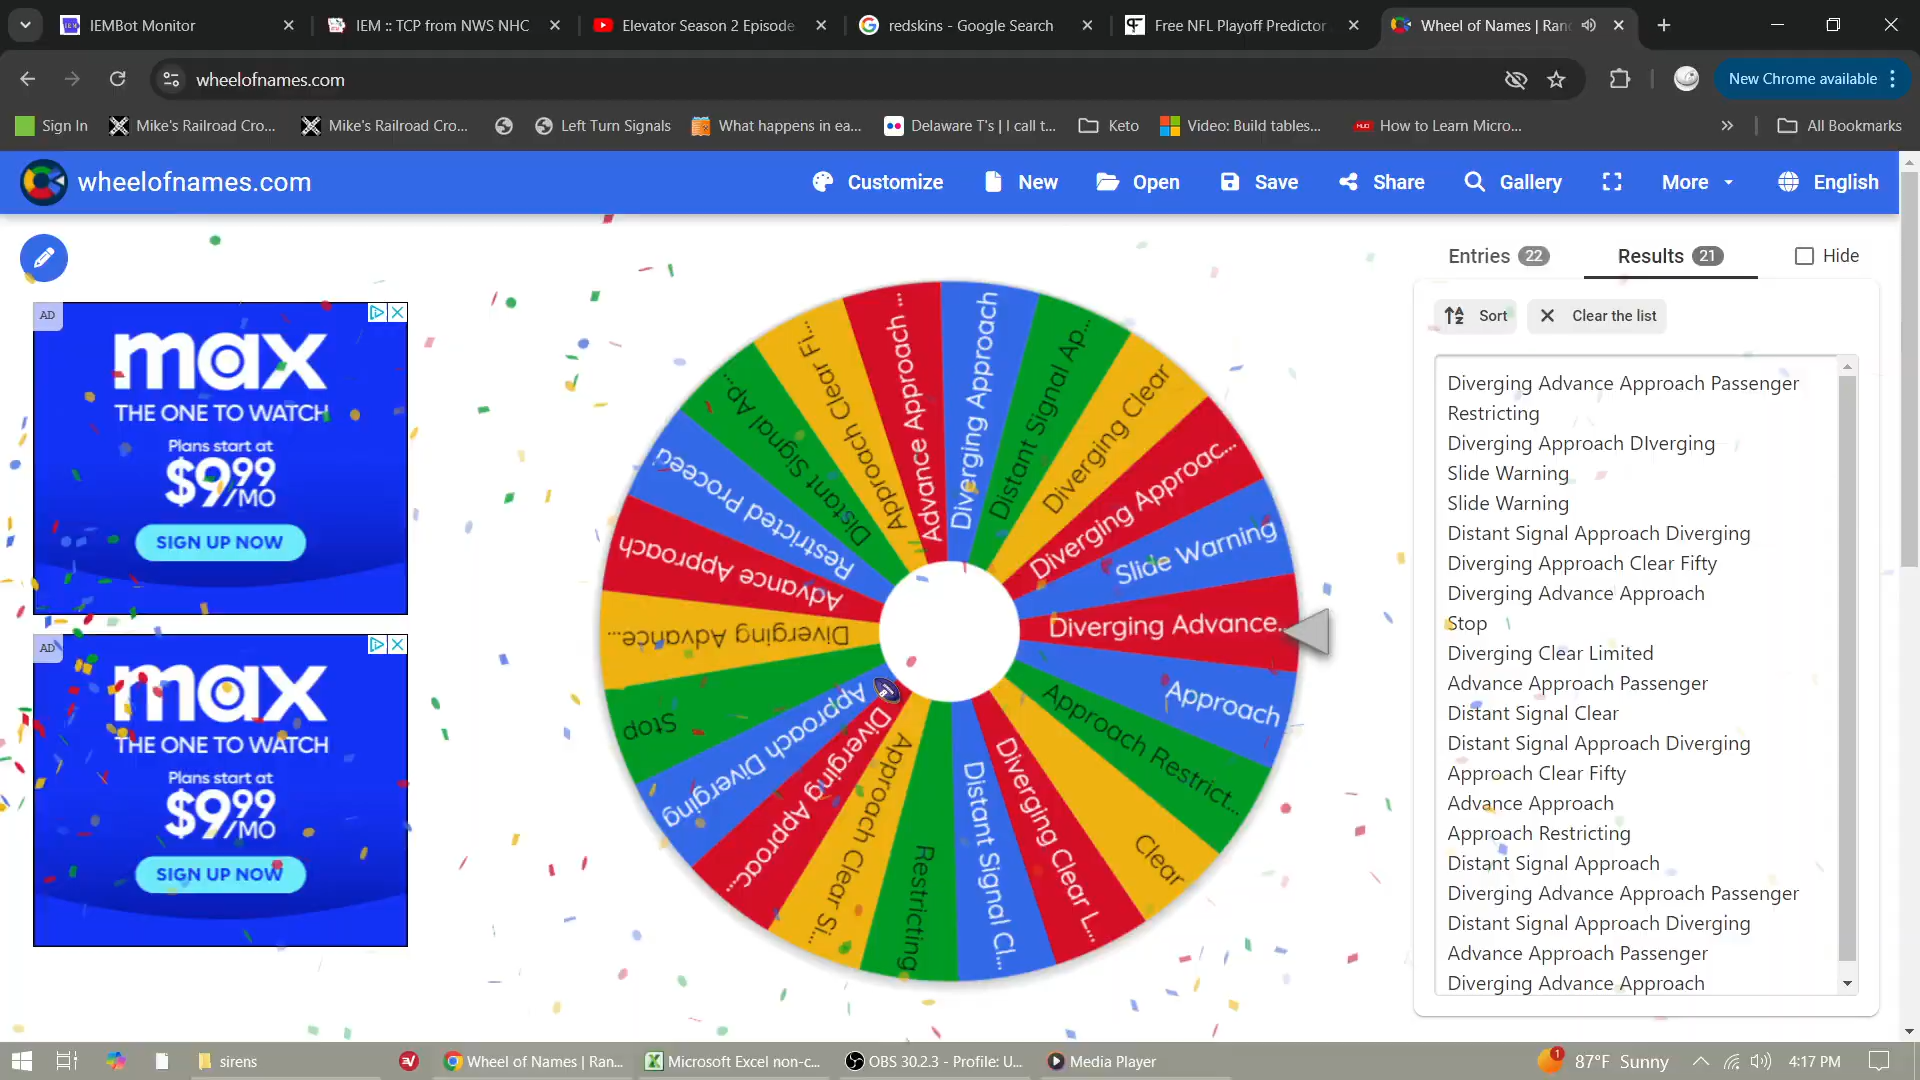 IEMBot Monitor
IEM :: TCP from NWS NHC
Elevator Season 2 Episode
redskins - Google Search
Free NFL Playoff Predictor
Wheel of Names | Ran
wheelofnames.com
New Chrome available
Sign In
Mike's Railroad Cro...
Mike's Railroad Cro...
Left Turn Signals
What happens in ea...
Delaware T's | I call t...
Keto
Video: Build tables...
How to Learn Micro...
All Bookmarks
wheelofnames.com
Customize
New
Open
Save
Share
Gallery
More
English
Entries 22
Results 21
Hide
Sort
Clear the list
AD
max
THE ONE TO WATCH
Plans start at
$9.99/MO
SIGN UP NOW
AD
max
THE ONE TO WATCH
Plans start at
$9.99/MO
SIGN UP NOW
Advance Approach ...
Diverging Approach
Distant Signal Ap...
Diverging Clear
Diverging Approac...
Slide Warning
Diverging Advance...
Approach
Approach Restrict...
Clear
Diverging Clear L...
Distant Signal Cl...
Restricting
Approach Clear Si...
Diverging Approac...
Approach Diverging
Stop
Diverging Advance...
Advance Approach
Restricted Proceed
Distant Signal Ap...
Approach Clear Fi...
Diverging Advance Approach Passenger
Restricting
Diverging Approach DIverging
Slide Warning
Slide Warning
Distant Signal Approach Diverging
Diverging Approach Clear Fifty
Diverging Advance Approach
Stop
Diverging Clear Limited
Advance Approach Passenger
Distant Signal Clear
Distant Signal Approach Diverging
Approach Clear Fifty
Advance Approach
Approach Restricting
Distant Signal Approach
Diverging Advance Approach Passenger
Distant Signal Approach Diverging
Advance Approach Passenger
Diverging Advance Approach
sirens
Wheel of Names | Ran...
Microsoft Excel non-c...
OBS 30.2.3 - Profile: U...
Media Player
1
87°F Sunny
4:17 PM